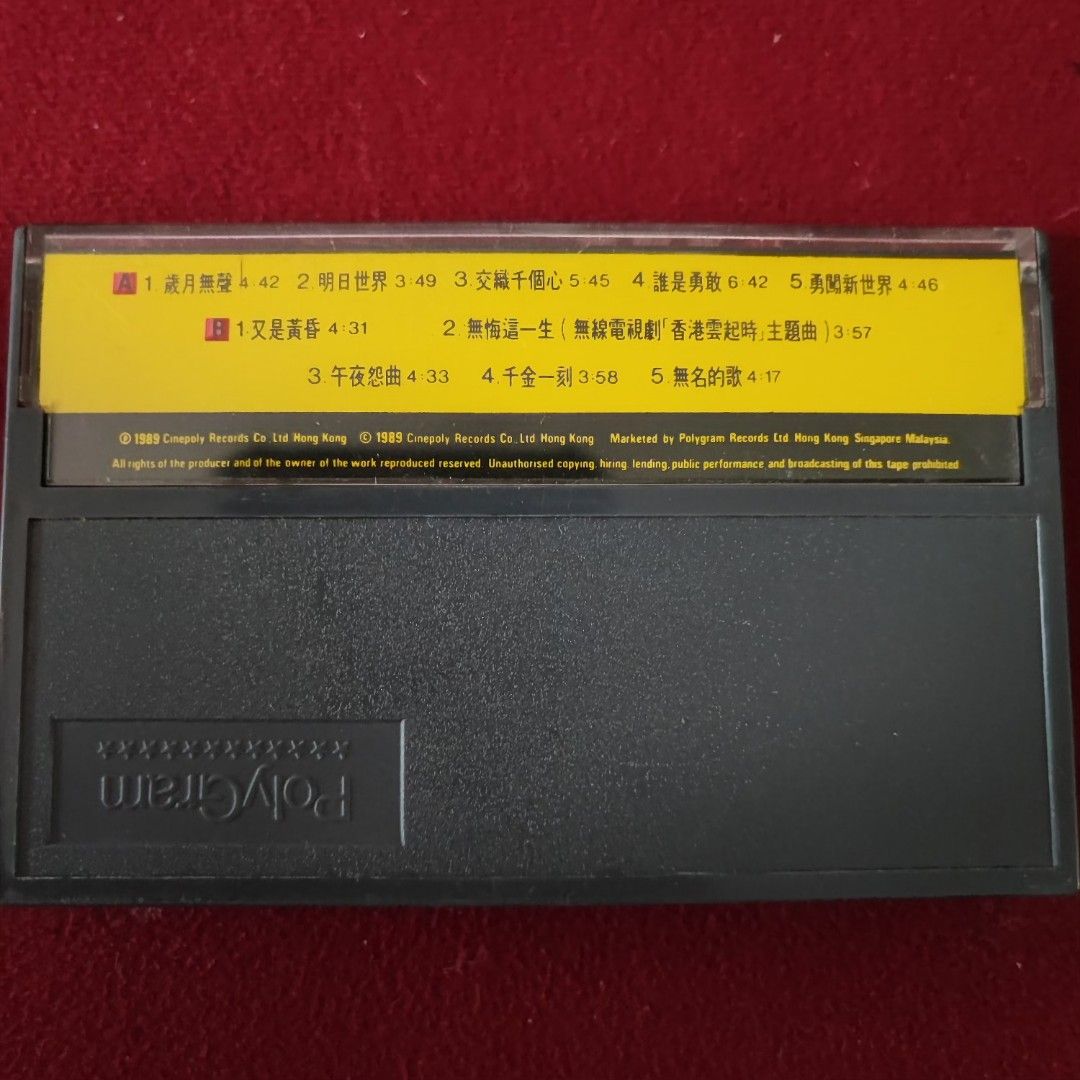 A 1. 歲月無聲 4:42 2. 明日世界 3:49 3. 交織千個心 5:45 4. 誰是勇敢 6:42 5. 勇闖新世界 4:46
B 1. 又是黃昏 4:31 2. 無悔這一生 ( 無線電視劇「香港雲起時」主題曲 ) 3:57
3. 午夜怨曲 4:33 4. 千金一刻 3:58 5. 無名的歌 4:17
Ⓟ 1989 Cinepoly Records Co., Ltd Hong Kong © 1989 Cinepoly Records Co., Ltd Hong Kong Marketed by Polygram Records Ltd Hong Kong Singapore Malaysia.
All rights of the producer and of the owner of the work reproduced reserved. Unauthorised copying, hiring, lending, public performance and broadcasting of this tape prohibited
PolyGram